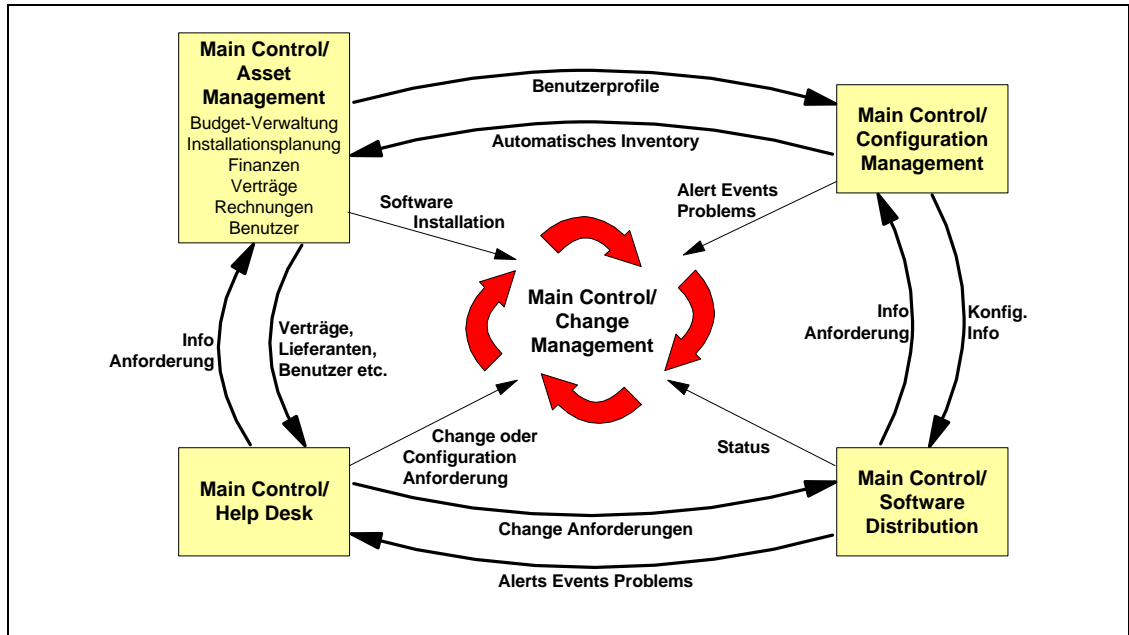 Main Control/
Asset
Management
Budget-Verwaltung
Installationsplanung
Finanzen
Verträge
Rechnungen
Benutzer
Benutzerprofile
Automatisches Inventory
Main Control/
Configuration
Management
Software
Installation
Alert Events
Problems
Main Control/
Change
Management
Info
Anforderung
Verträge,
Lieferanten,
Benutzer etc.
Info
Anforderung
Konfig.
Info
Change oder
Configuration
Anforderung
Status
Main Control/
Help Desk
Change Anforderungen
Alerts Events Problems
Main Control/
Software
Distribution